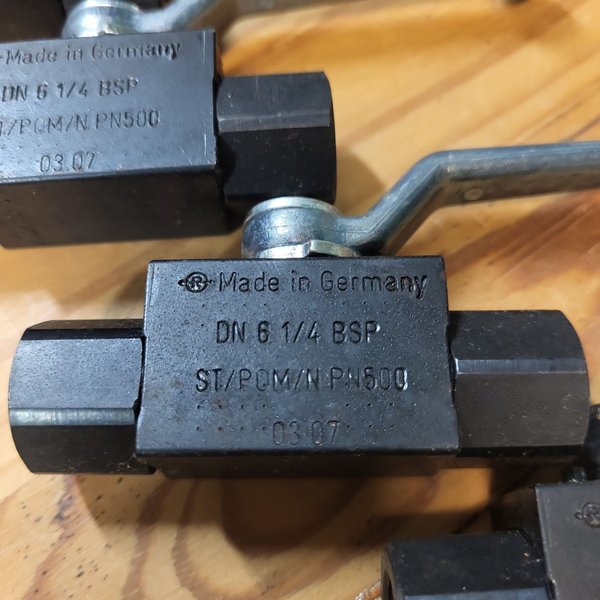 Made in Germany
DN 6 1/4 BSP
ST/POM/N PN500
03 07
Made in Germany
DN 6 1/4 BSP
ST/POM/N PN500
03 07